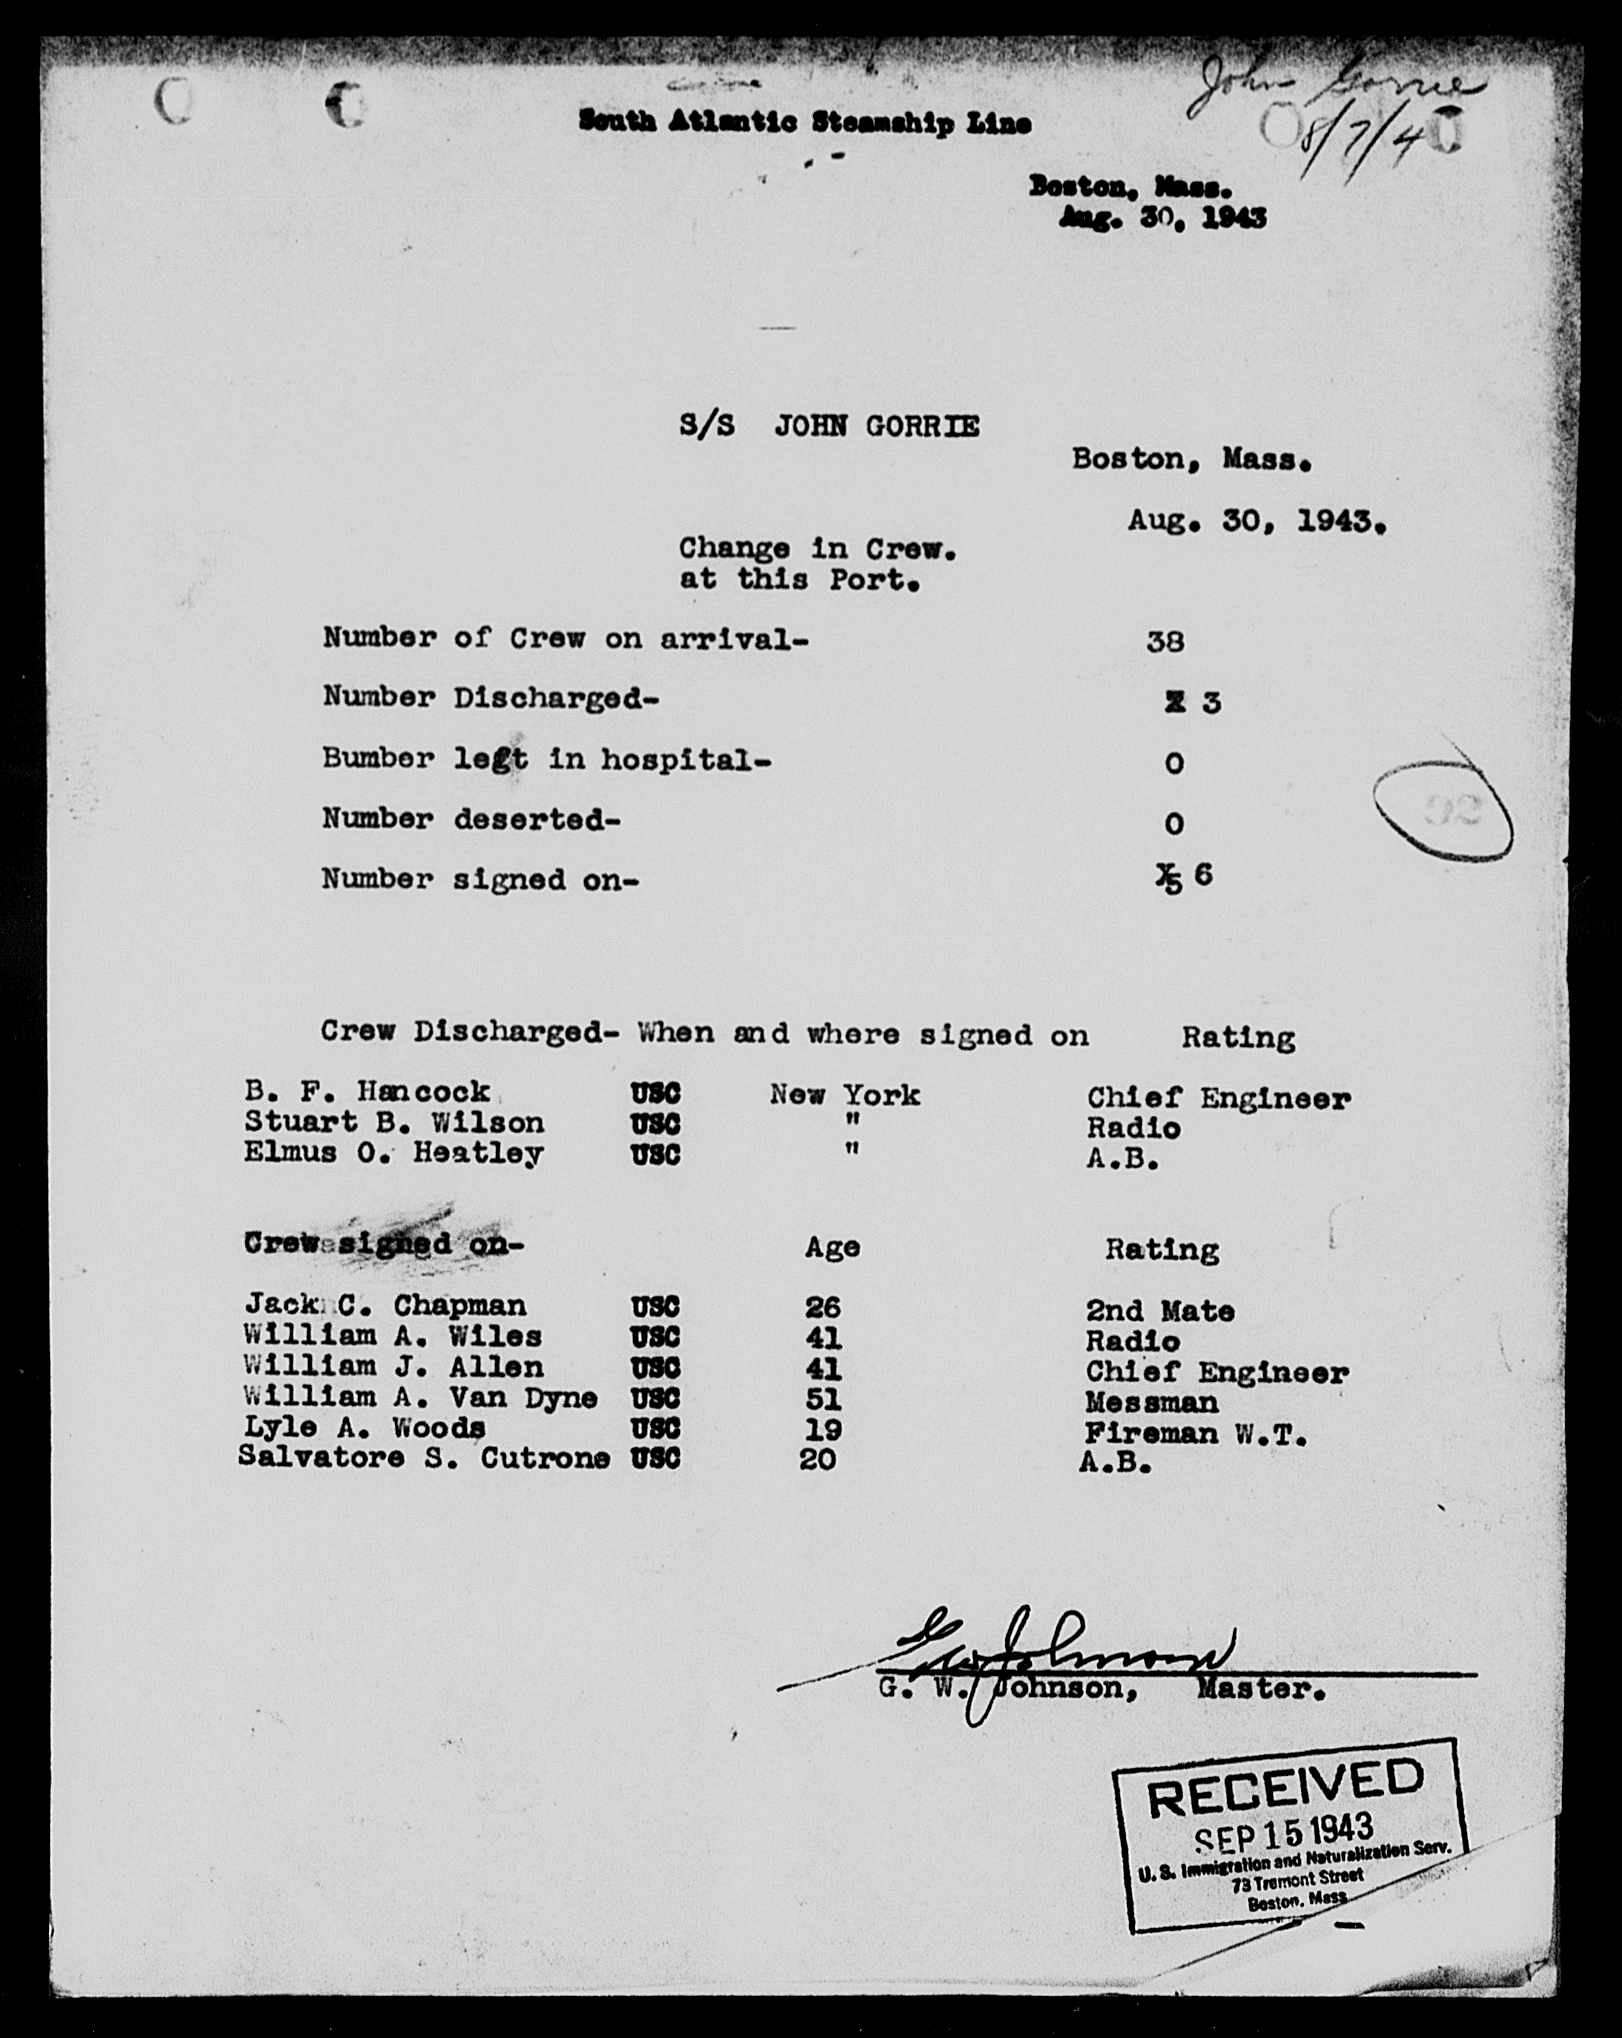 John Gorrie
8/7/4
South Atlantic Steamship Line
Boston, Mass.
Aug. 30, 1943
S/S JOHN GORRIE
Boston, Mass.
Aug. 30, 1943.
Change in Crew.
at this Port.
Number of Crew on arrival- 38
Number Discharged- 3
Bumber left in hospital- 0
Number deserted- 0
Number signed on- 6
Crew Discharged- When and where signed on Rating
B. F. Hancock USC New York Chief Engineer
Stuart B. Wilson USC " Radio
Elmus O. Heatley USC " A.B.
Crew signed on- Age Rating
Jack C. Chapman USC 26 2nd Mate
William A. Wiles USC 41 Radio
William J. Allen USC 41 Chief Engineer
William A. Van Dyne USC 51 Messman
Lyle A. Woods USC 19 Fireman W.T.
Salvatore S. Cutrone USC 20 A.B.
G W Johnson
G. W. Johnson, Master.
RECEIVED
SEP 15 1943
U. S. Immigration and Naturalization Serv.
73 Tremont Street
Boston, Mass